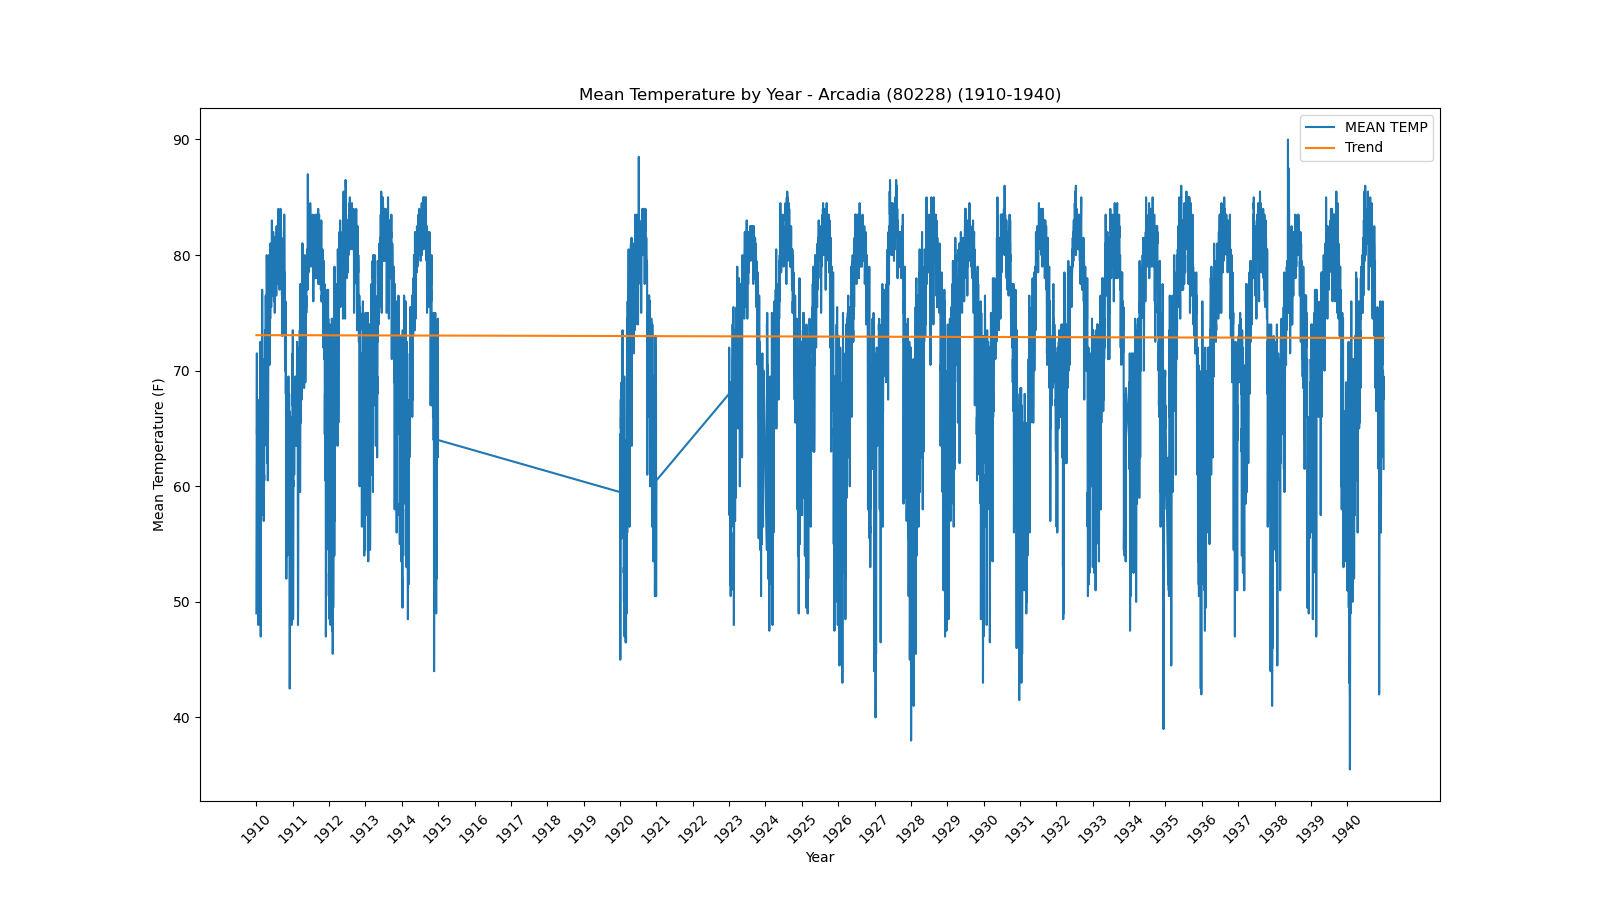 Mean Temperature by Year - Arcadia (80228) (1910-1940)
MEAN TEMP
Trend
90
80
70
60
50
40
Mean Temperature (F)
1910 1911 1912 1913 1914 1915 1916 1917 1918 1919 1920 1921 1922 1923 1924 1925 1926 1927 1928 1929 1930 1931 1932 1933 1934 1935 1936 1937 1938 1939 1940
Year